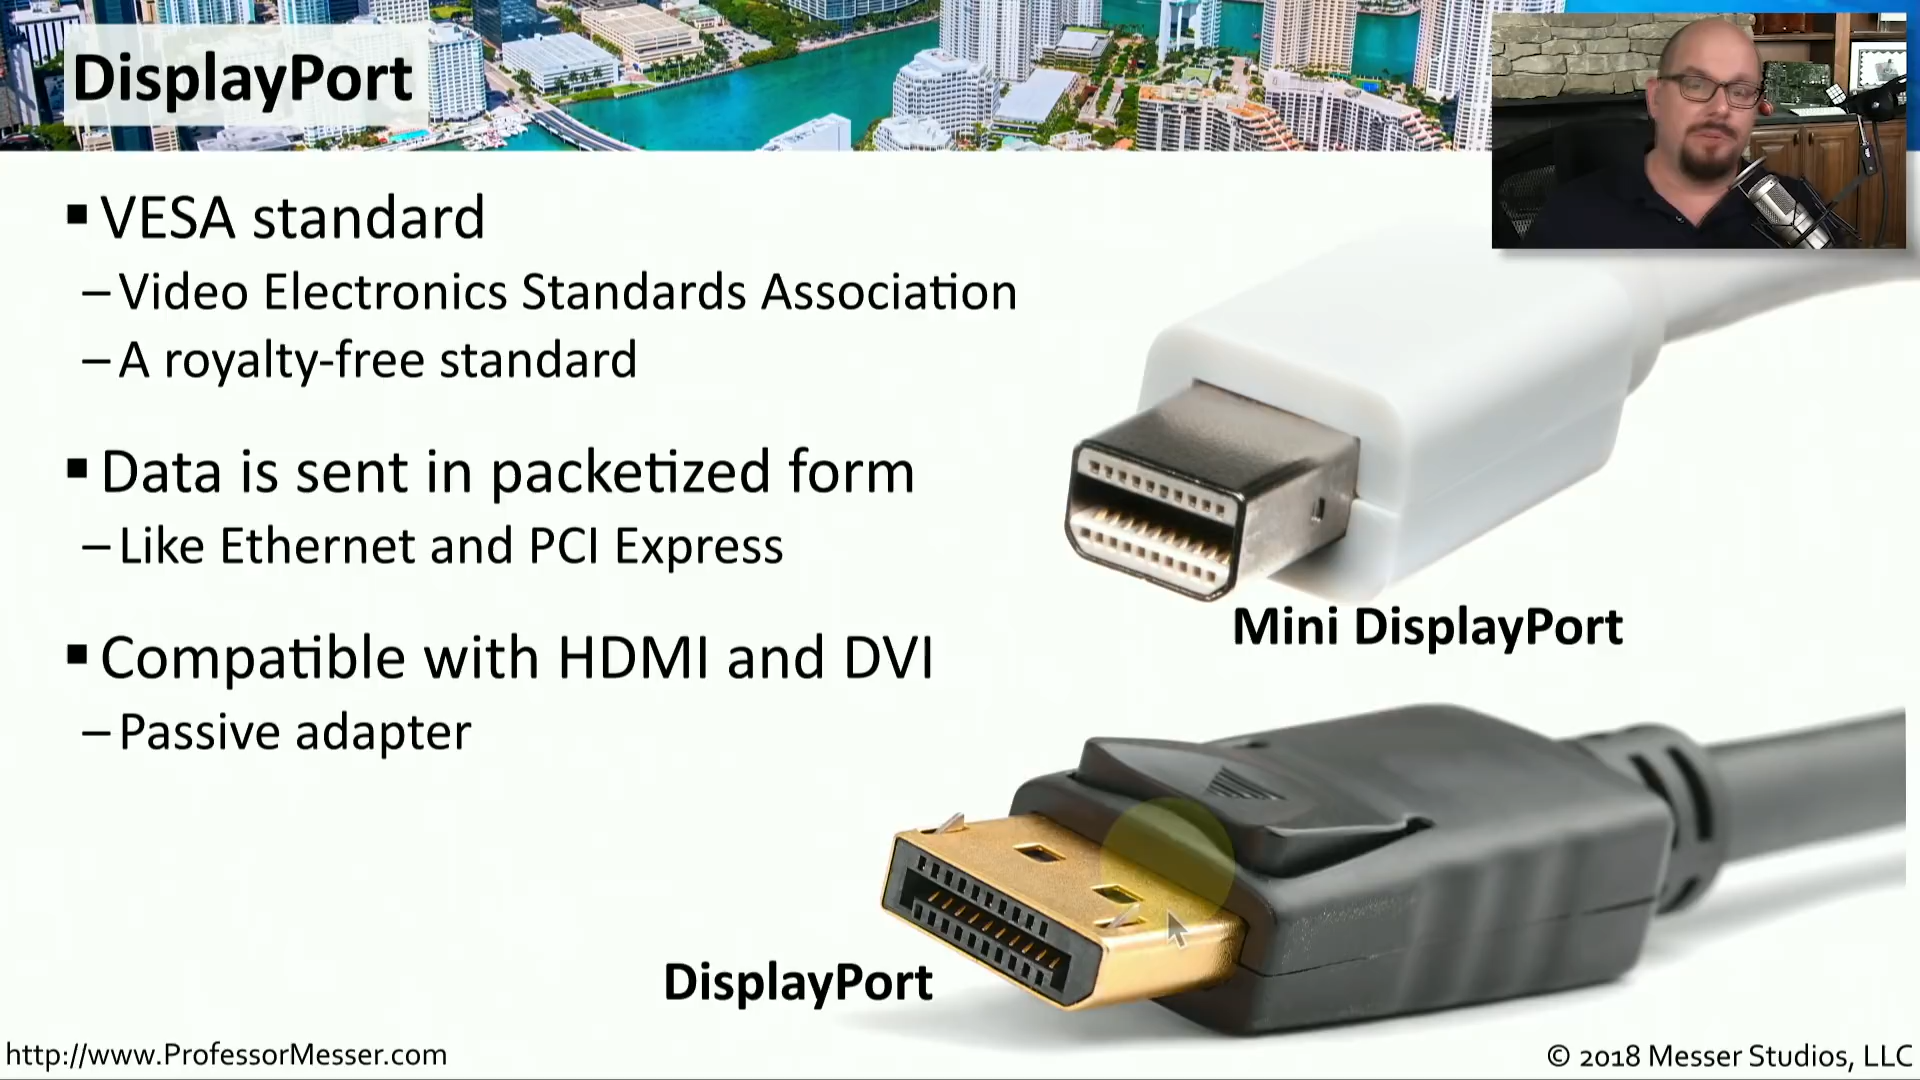 DisplayPort
▪ VESA standard
– Video Electronics Standards Association
– A royalty-free standard
▪ Data is sent in packetized form
– Like Ethernet and PCI Express
▪ Compatible with HDMI and DVI
– Passive adapter
Mini DisplayPort
DisplayPort
http://www.ProfessorMesser.com
© 2018 Messer Studios, LLC